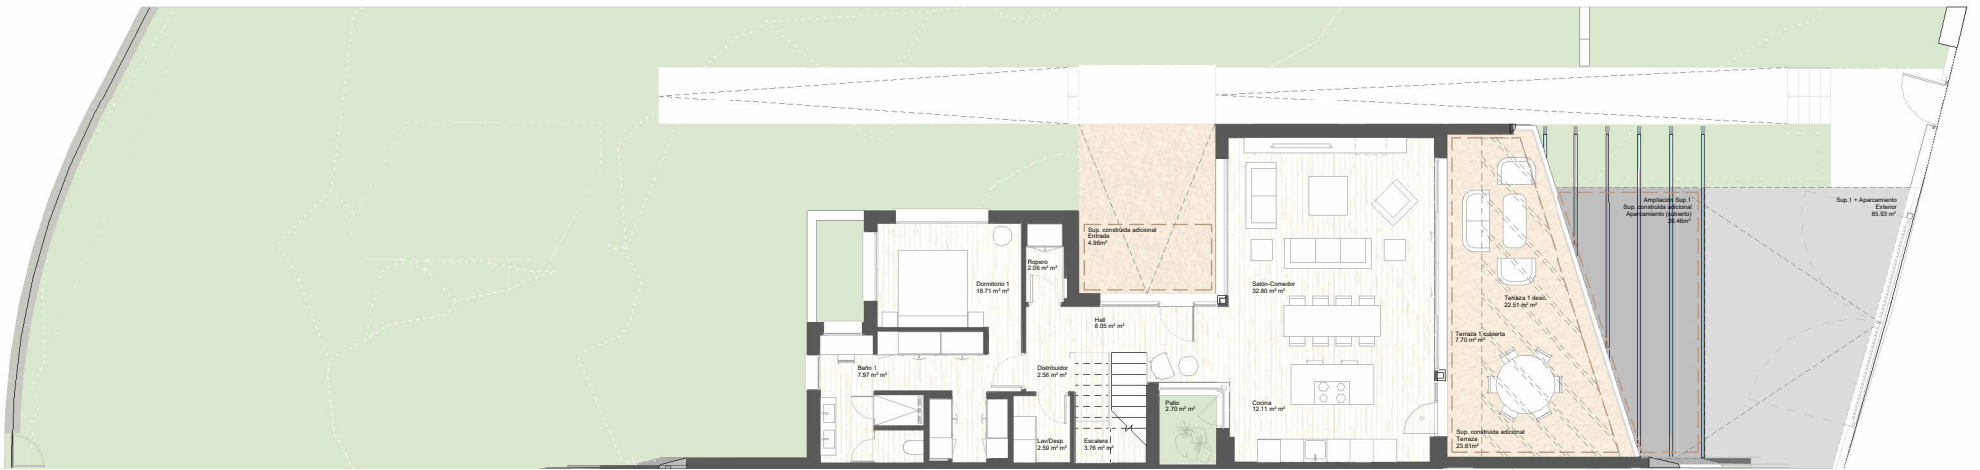 Sup. construida adicional
Entrada
4.96m²
Ropero
2.08 m² m²
Dormitorio 1
18.71 m² m²
Hall
8.05 m² m²
Baño 1
7.97 m² m²
Distribuidor
2.56 m² m²
Lav/Desp.
2.59 m² m²
Escalera
3.76 m² m²
Patio
2.70 m² m²
Salón-Comedor
32.80 m² m²
Cocina
12.11 m² m²
Terraza 1 desc.
22.51 m² m²
Terraza 1 cubierta
7.70 m² m²
Sup. construida adicional
Terraza
23.61m²
Ampliación Sup.1
Sup. construida adicional
Aparcamiento (cubierto)
26.46m²
Sup.1 + Aparcamiento
Exterior
85.93 m²